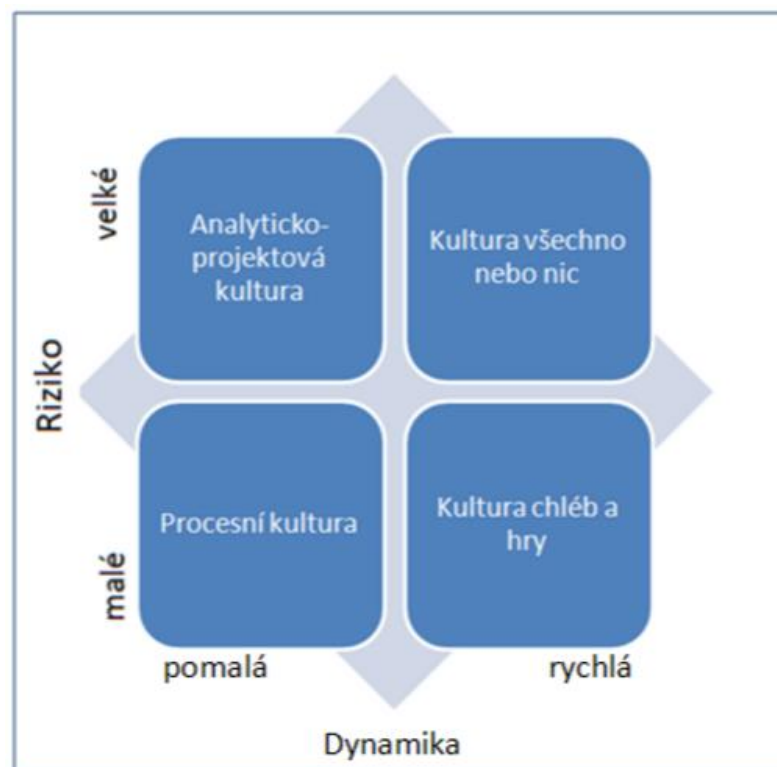 velké
Analyticko-
projektová
kultura
Kultura všechno
nebo nic
Riziko
malé
Procesní kultura
Kultura chléb a
hry
pomalá
rychlá
Dynamika